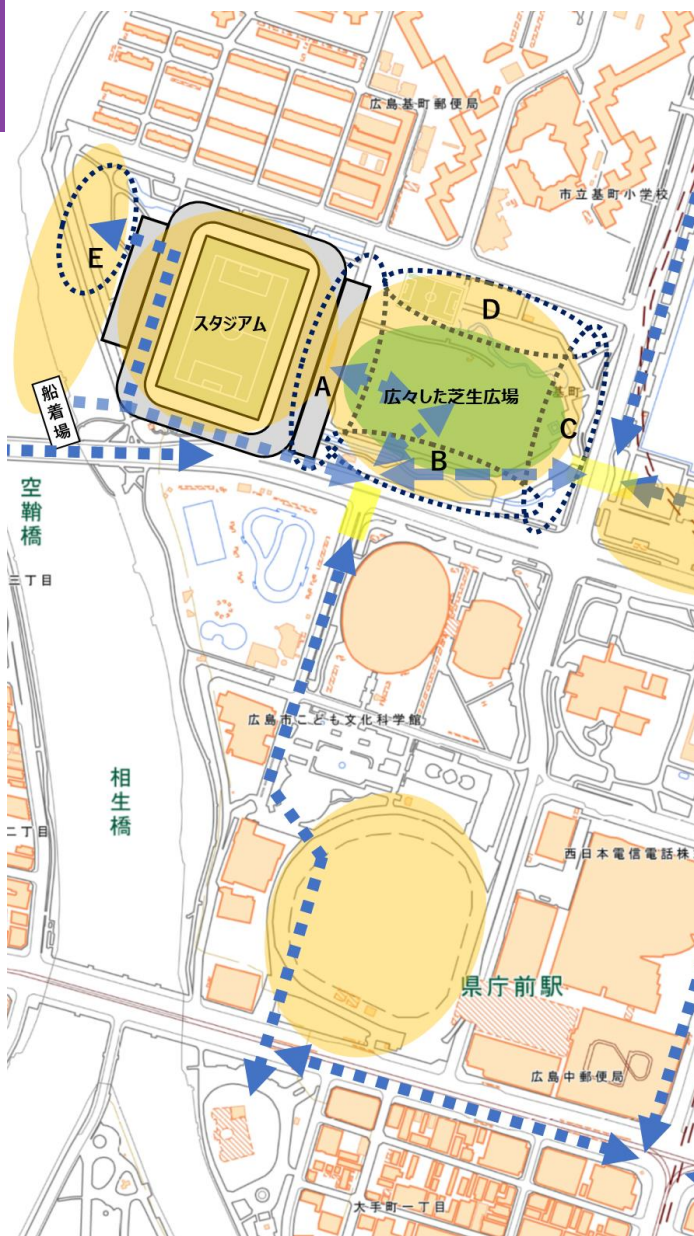 広島基町郵便局
市立基町小学校
E
スタジアム
D
A
広々した芝生広場
基町
C
B
船着場
空鞘橋
三丁目
広島市こども文化科学館
相生橋
二丁目
西日本電信電話株
県庁前駅
広島中郵便局
大手町一丁目